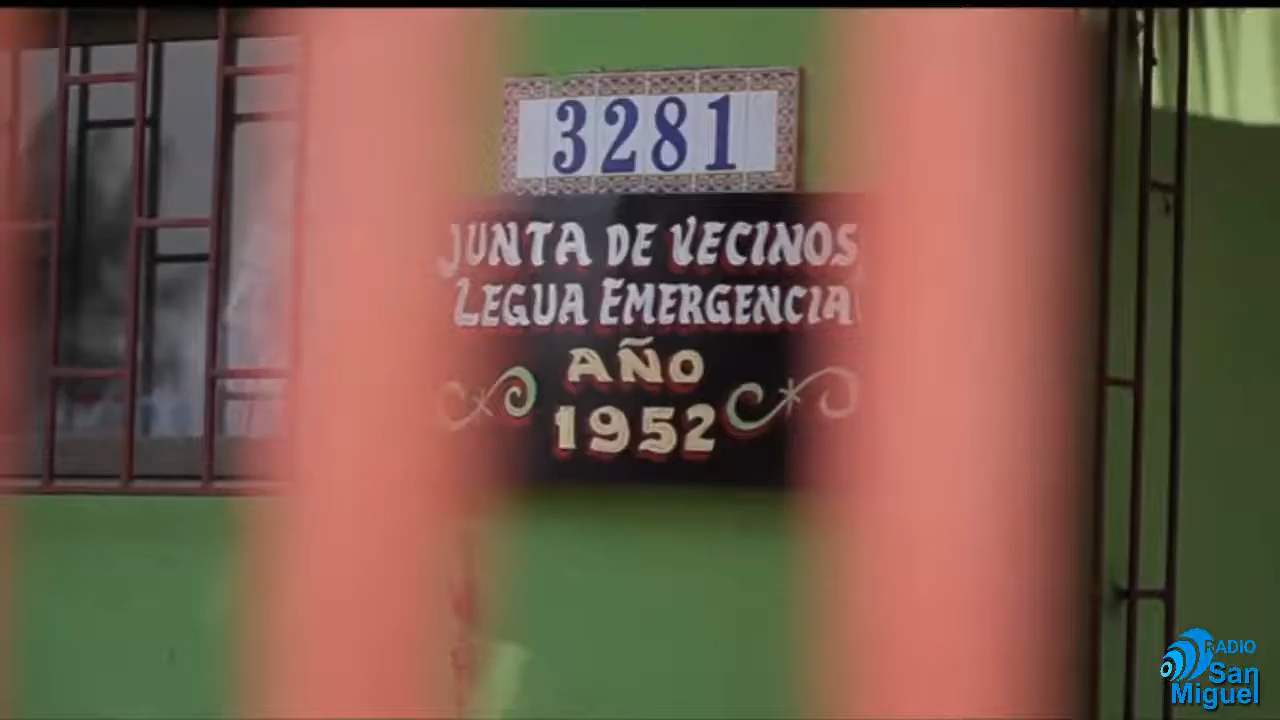 3281
JUNTA DE VECINOS
LEGUA EMERGENCIA
AÑO
1952
RADIO
San
Miguel